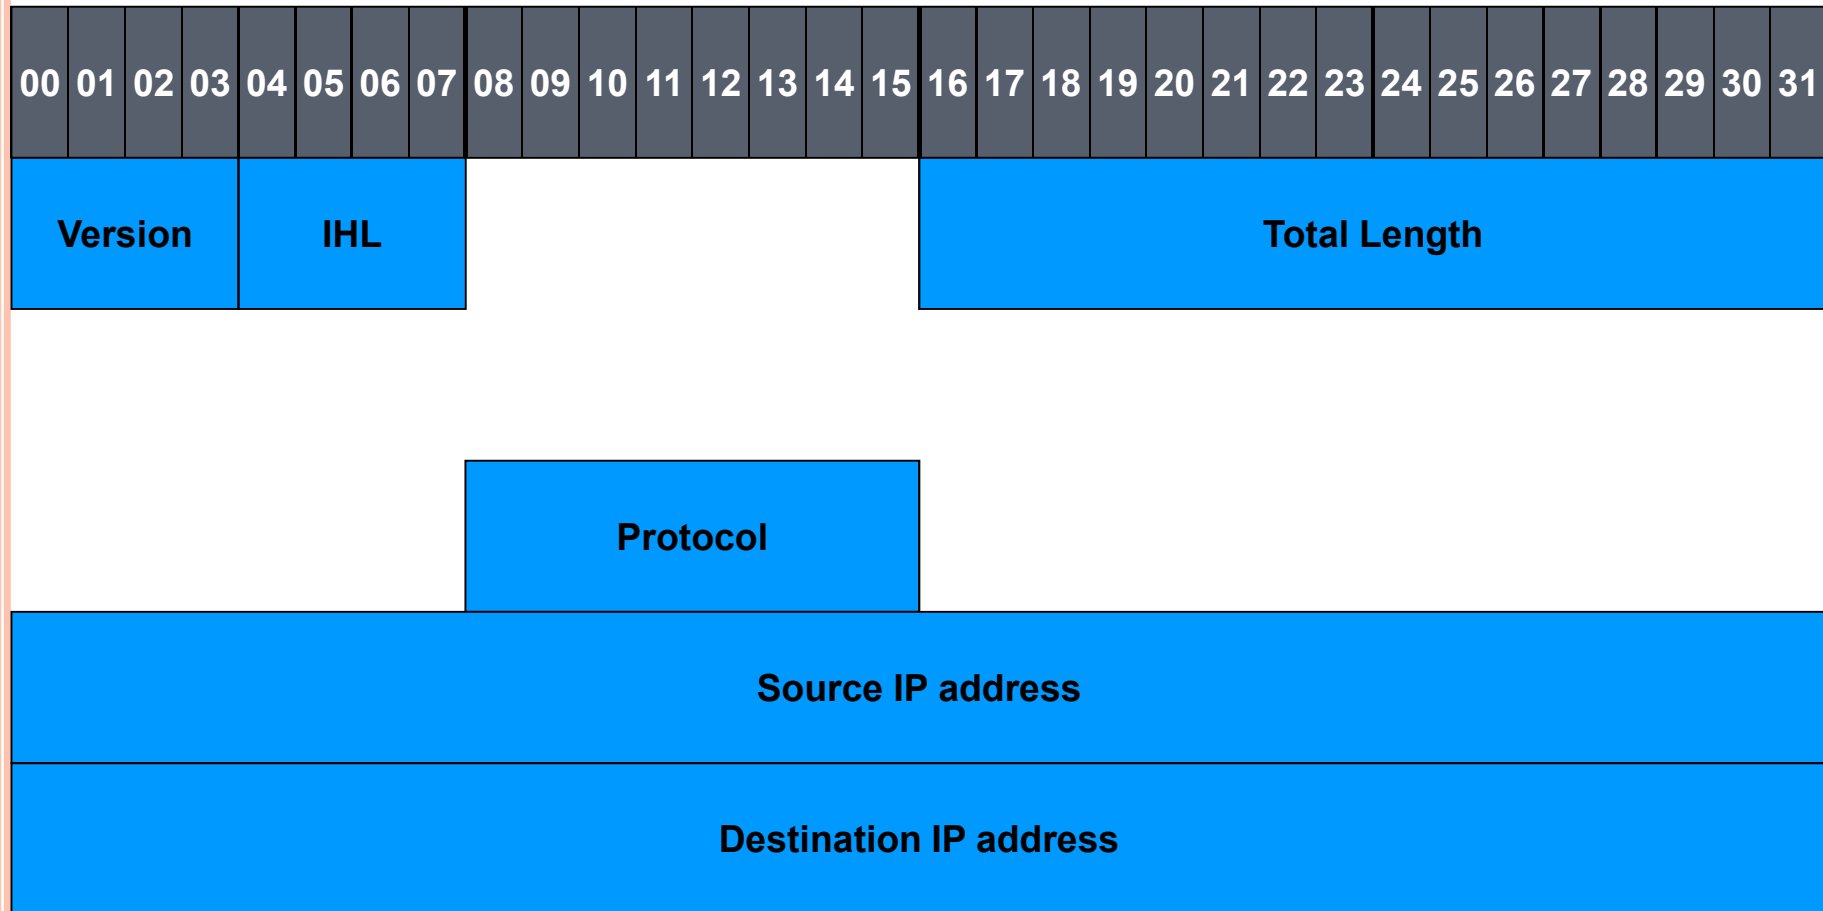 00 01 02 03 04 05 06 07 08 09 10 11 12 13 14 15 16 17 18 19 20 21 22 23 24 25 26 27 28 29 30 31
Version IHL Total Length
Protocol
Source IP address
Destination IP address